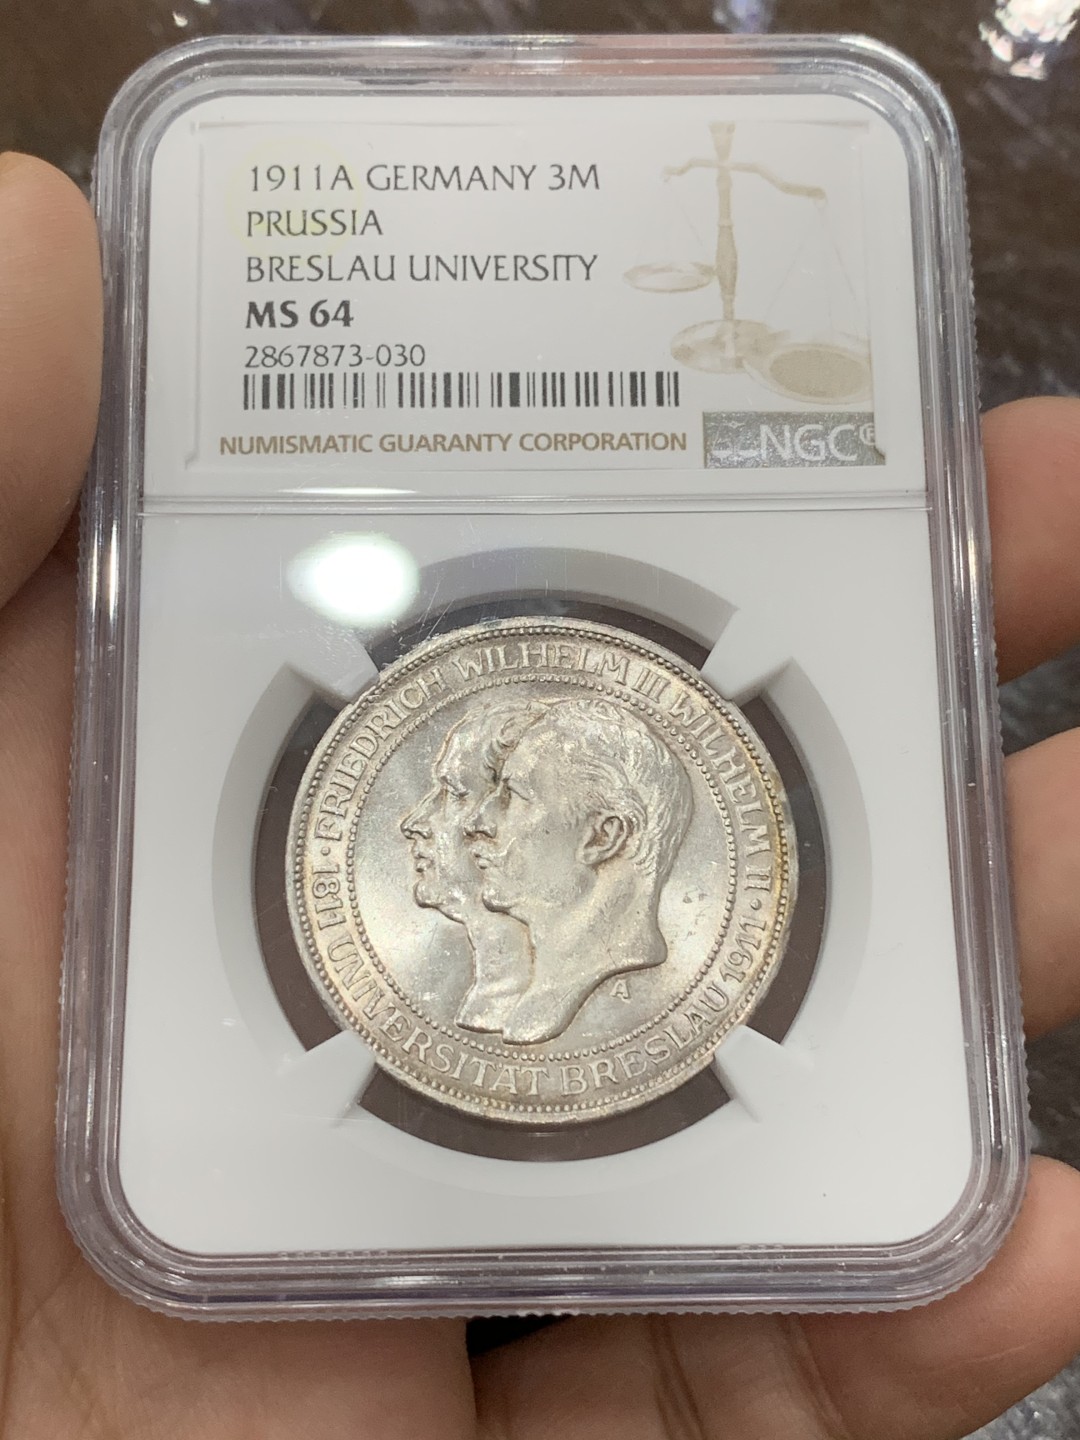 1911A GERMANY 3M
PRUSSIA
BRESLAU UNIVERSITY
MS 64
2867873-030
NUMISMATIC GUARANTY CORPORATION
NGC®
· FRIEDRICH WILHELM III WILHELM II ·
1811 UNIVERSITÄT BRESLAU 1911
A